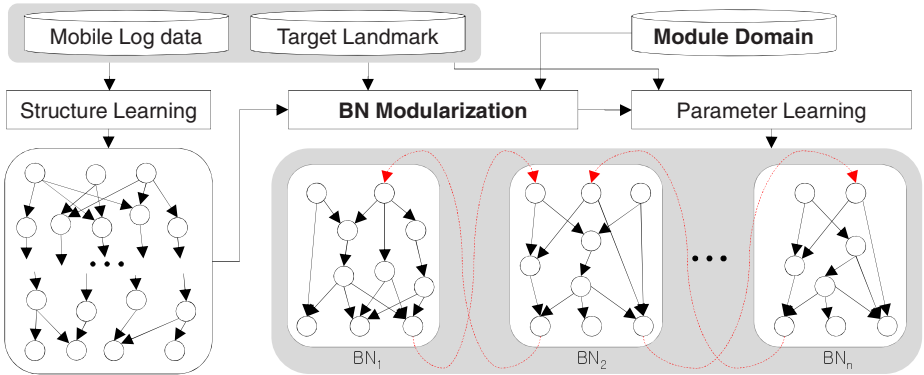 Mobile Log data
Target Landmark
Module Domain
Structure Learning
BN Modularization
Parameter Learning
BN1
BN2
BNn